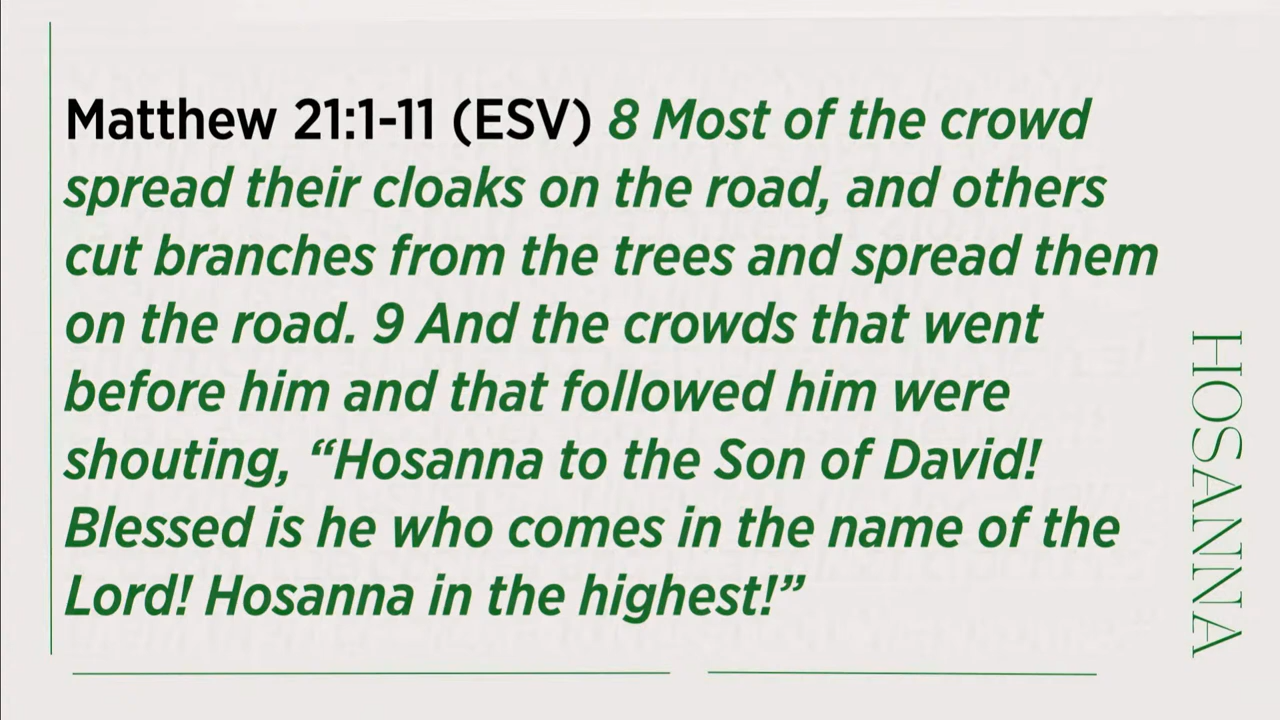 Matthew 21:1-11 (ESV) 8 Most of the crowd
spread their cloaks on the road, and others
cut branches from the trees and spread them
on the road. 9 And the crowds that went
before him and that followed him were
shouting, “Hosanna to the Son of David!
Blessed is he who comes in the name of the
Lord! Hosanna in the highest!”
HOSANNA